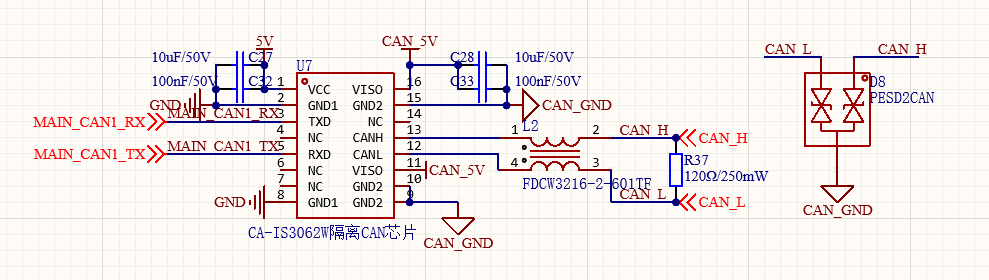 5V
CAN_5V
CAN_L
CAN_H
10uF/50V
C27
C28
10uF/50V
U7
D8
100nF/50V
C32
C33
100nF/50V
PESD2CAN
1
VCC
VISO
16
GND
2
GND1
GND2
15
CAN_GND
MAIN_CAN1_RX
MAIN_CAN1_RX
3
TXD
NC
14
L2
4
NC
CANH
13
1
2
CAN_H
CAN_H
MAIN_CAN1_TX
MAIN_CAN1_TX
5
RXD
CANL
12
4
3
R37
6
NC
VISO
11
CAN_5V
120Ω/250mW
7
NC
GND2
10
FDCW3216-2-601TF
GND
8
GND1
GND2
9
CAN_L
CAN_L
CAN_GND
CA-IS3062W隔离CAN芯片
CAN_GND